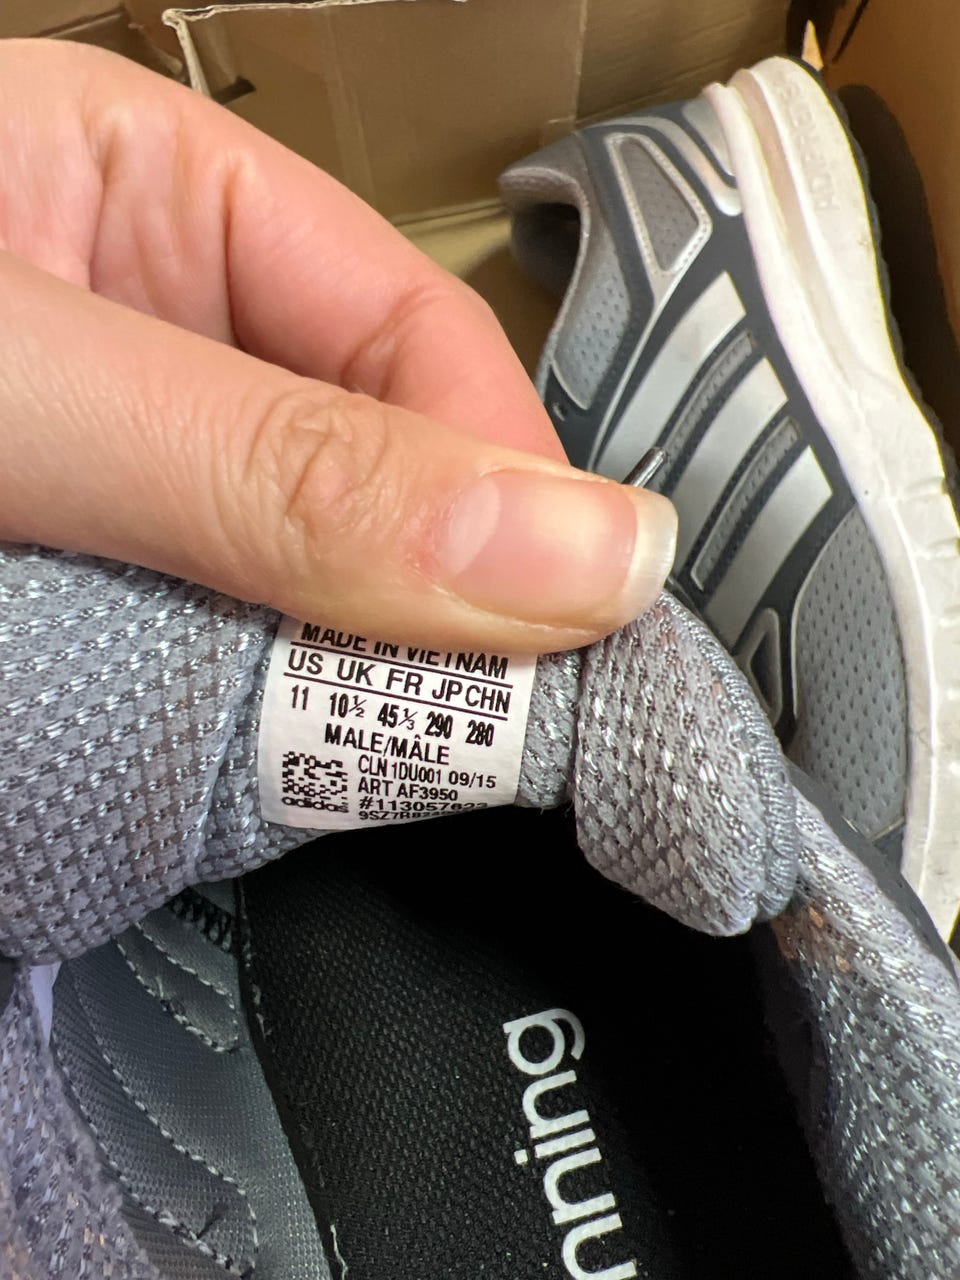 MADE IN VIETNAM
US UK FR JP CHN
11 10½ 45⅓ 290 280
MALE/MÂLE
CLN 1DU001 09/15
ART AF3950
adidas
ADIPRENE